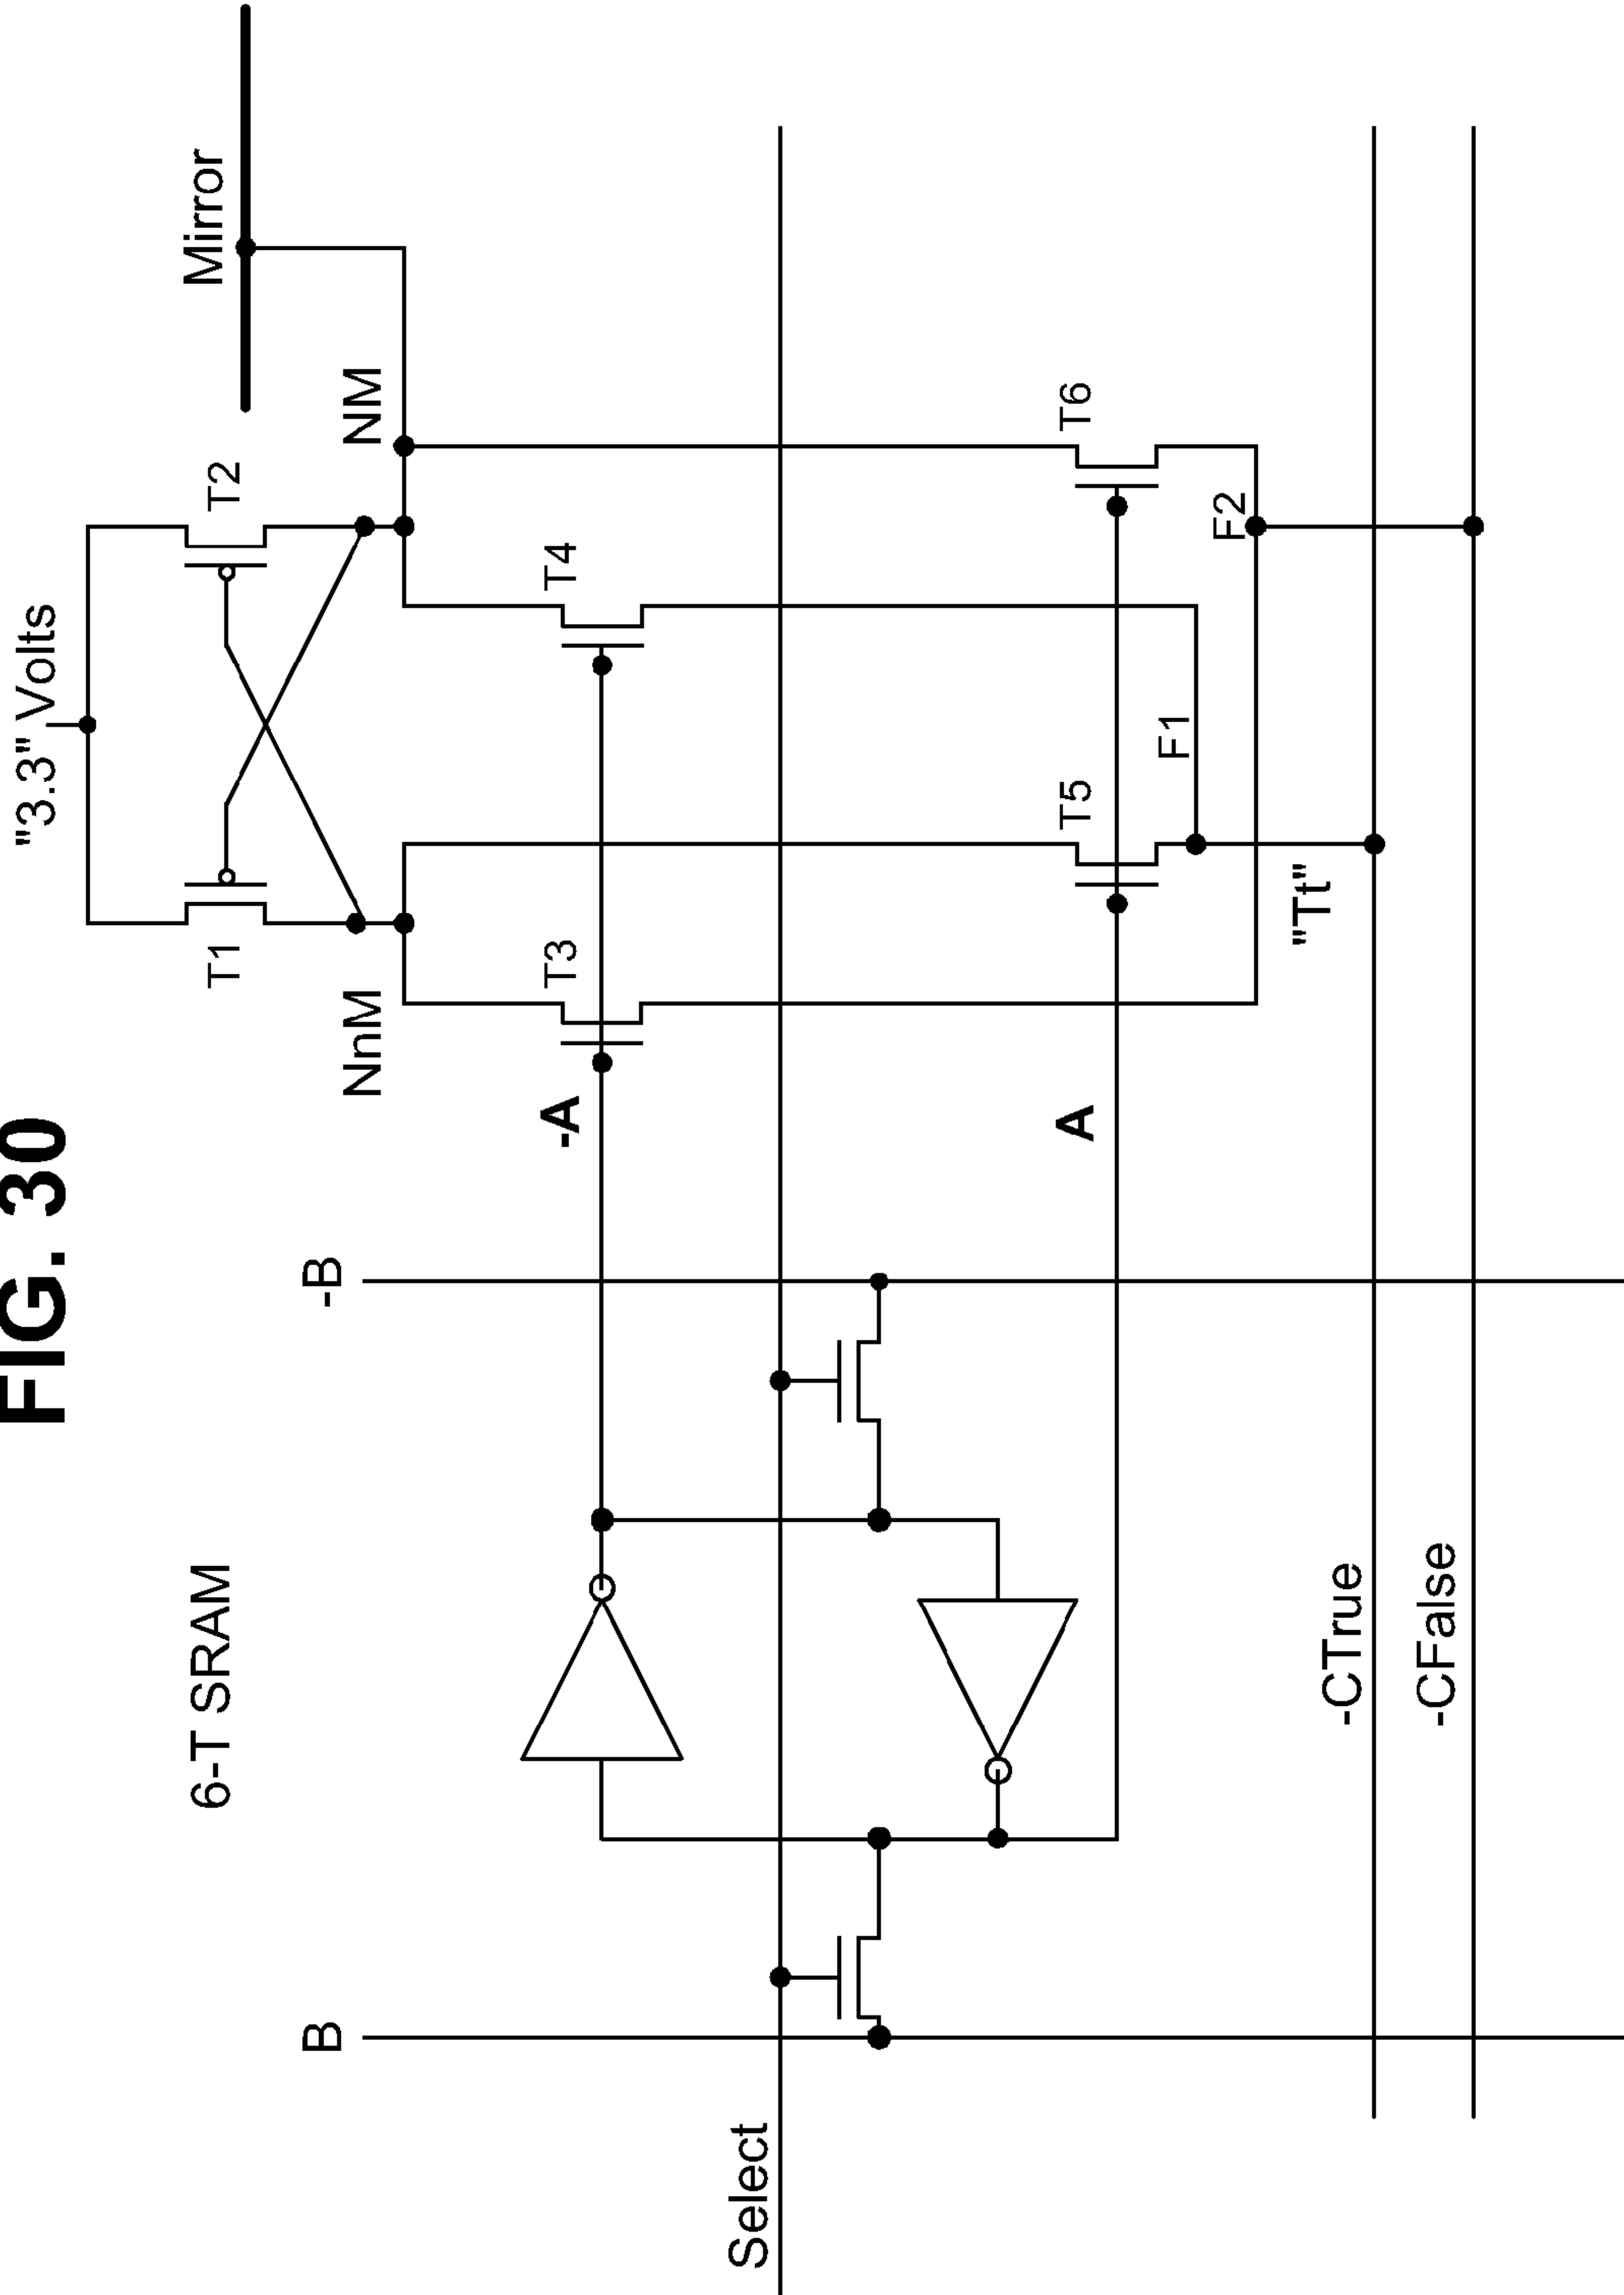 FIG. 30
6-T SRAM
"3.3" Volts
Mirror
T1
T2
B
-B
NnM
NM
-A
T3
T4
Select
A
T5
T6
F1
F2
"Tt"
-CTrue
-CFalse